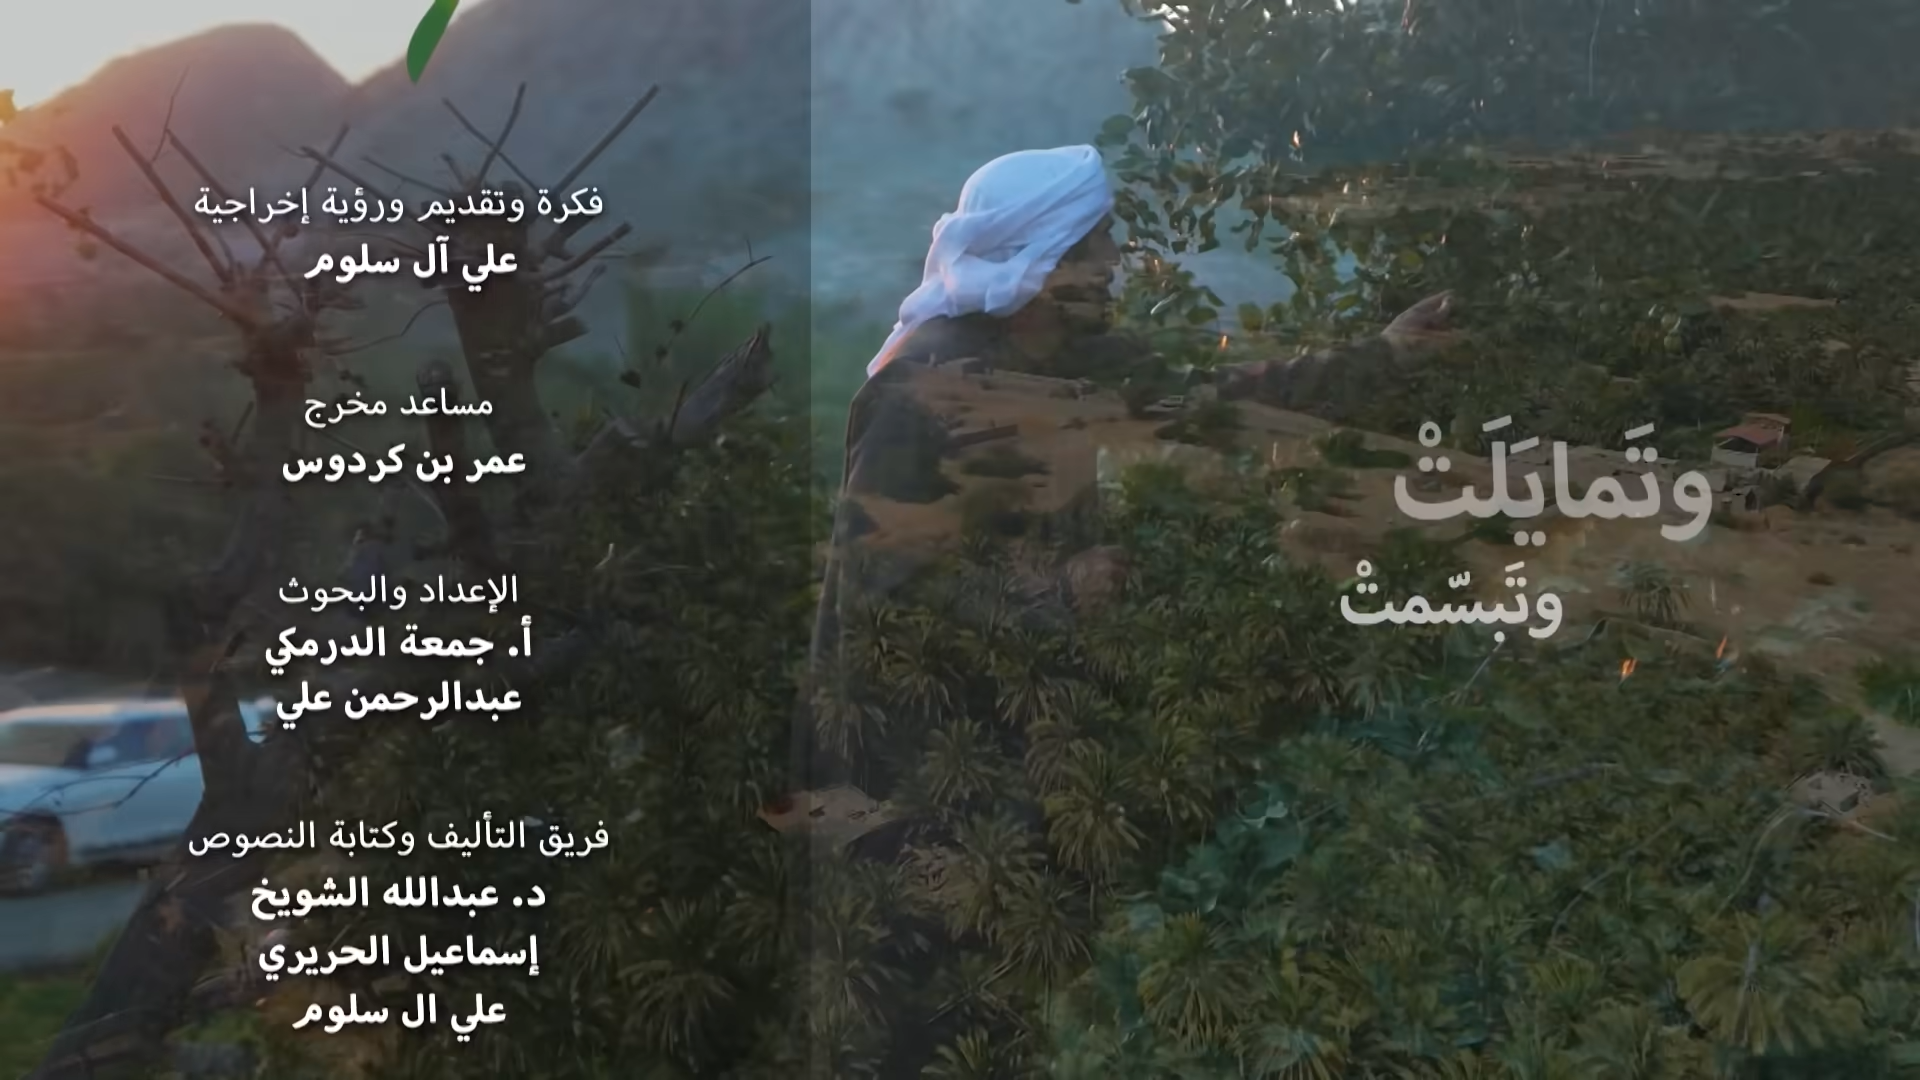 فكرة وتقديم ورؤية إخراجية
علي آل سلوم
مساعد مخرج
عمر بن كردوس
الإعداد والبحوث
أ. جمعة الدرمكي
عبدالرحمن علي
فريق التأليف وكتابة النصوص
د. عبدالله الشويخ
إسماعيل الحريري
علي ال سلوم
وتَمايَلَتْ
وتَبسّمتْ